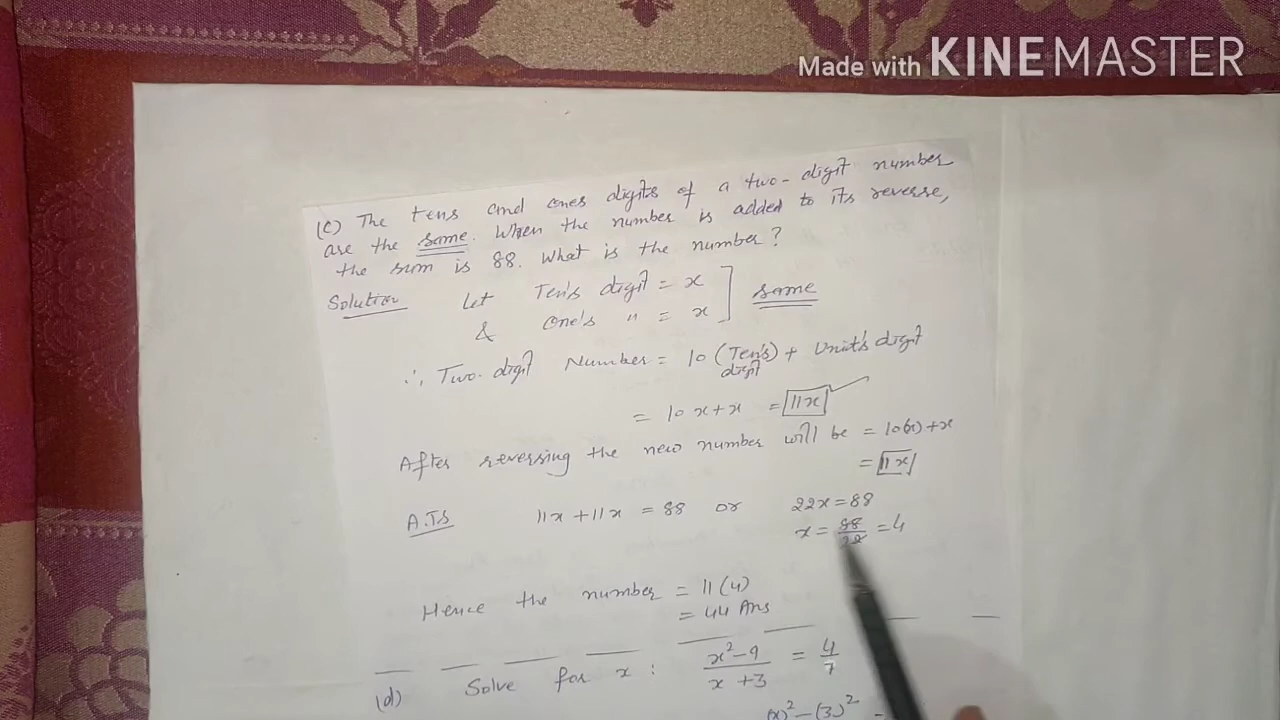 Made with KINEMASTER
(c) The tens and ones digits of a two-digit number
are the same. When the number is added to its reverse,
the sum is 88. What is the number?
Solution Let Ten's digit = x
& One's " = x ] same
∴ Two-digit Number = 10 (Ten's digit) + Unit's digit
= 10x+x = 11x
After reversing the new number will be = 10(x)+x
= 11x
A.T.S 11x+11x = 88 or 22x=88
x = 88/22 = 4
Hence the number = 11(4)
= 44 Ans
(d) Solve for x : x²-9/x+3 = 4/7
(x)²-(3)²